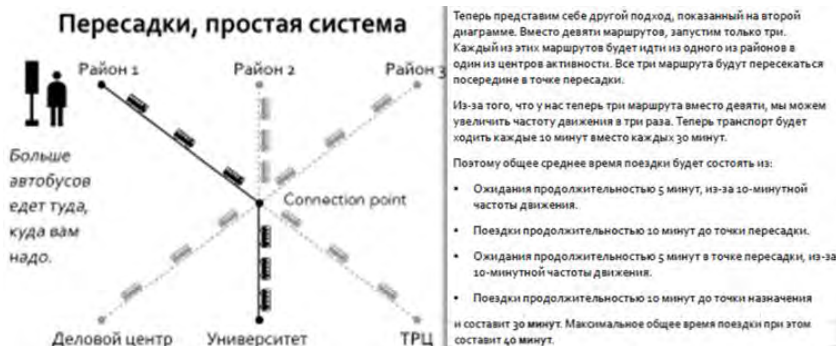 Пересадки, простая система
Район 1
Район 2
Район 3
Больше
автобусов
едет туда,
куда вам
надо.
Connection point
Деловой центр
Университет
ТРЦ
Теперь представим себе другой подход, показанный на второй
диаграмме. Вместо девяти маршрутов, запустим только три.
Каждый из этих маршрутов будет идти из одного из районов в
один из центров активности. Все три маршрута будут пересекаться
посередине в точке пересадки.
Из-за того, что у нас теперь три маршрута вместо девяти, мы можем
увеличить частоту движения в три раза. Теперь транспорт будет
ходить каждые 10 минут вместо каждых 30 минут.
Поэтому общее среднее время поездки будет состоять из:
▪ Ожидания продолжительностью 5 минут, из-за 10-минутной
частоты движения.
▪ Поездки продолжительностью 10 минут до точки пересадки.
▪ Ожидания продолжительностью 5 минут в точке пересадки, из-за
10-минутной частоты движения.
▪ Поездки продолжительностью 10 минут до точки назначения
и составит 30 минут. Максимальное общее время поездки при этом
составит 40 минут.